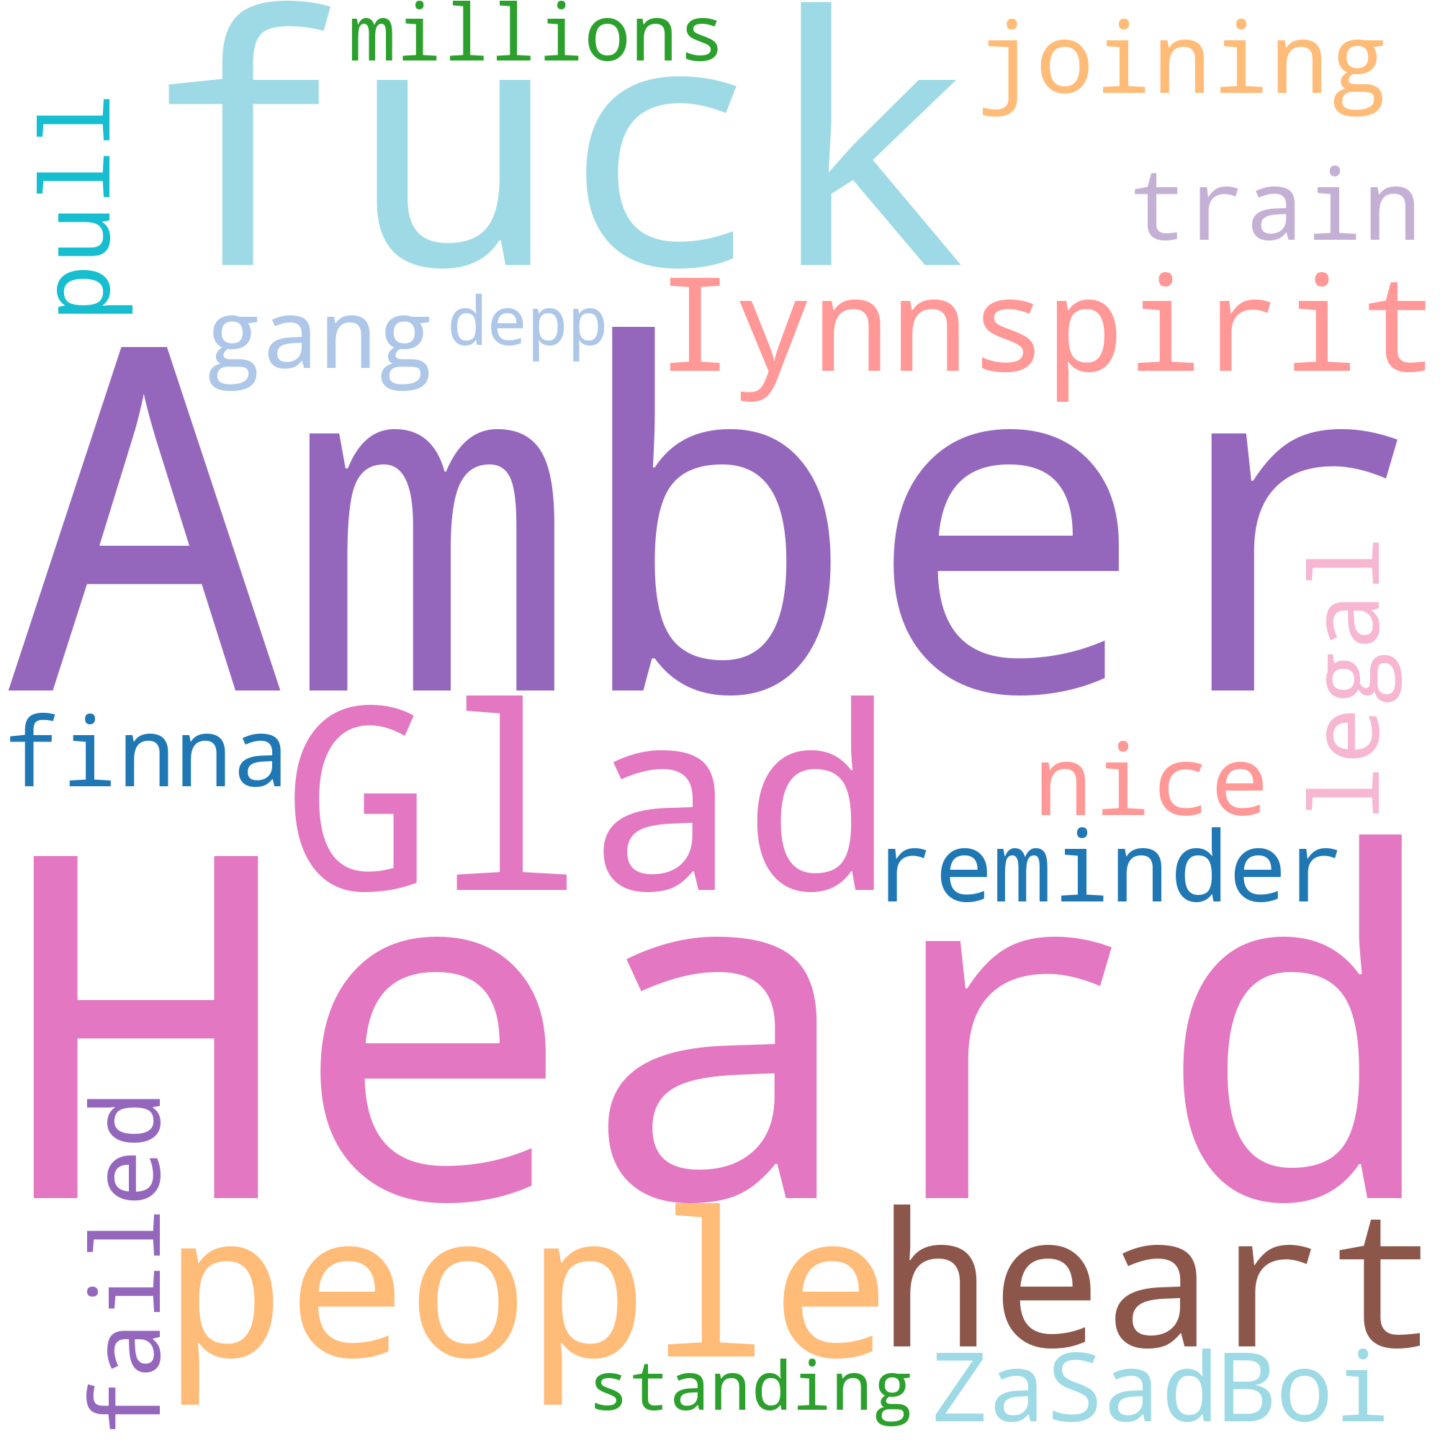 millions
fuck
joining
pull
train
Iynnspirit
gang
depp
Amber
legal
Glad
finna
nice
reminder
Heard
failed
people
heart
standing
ZaSadBoi